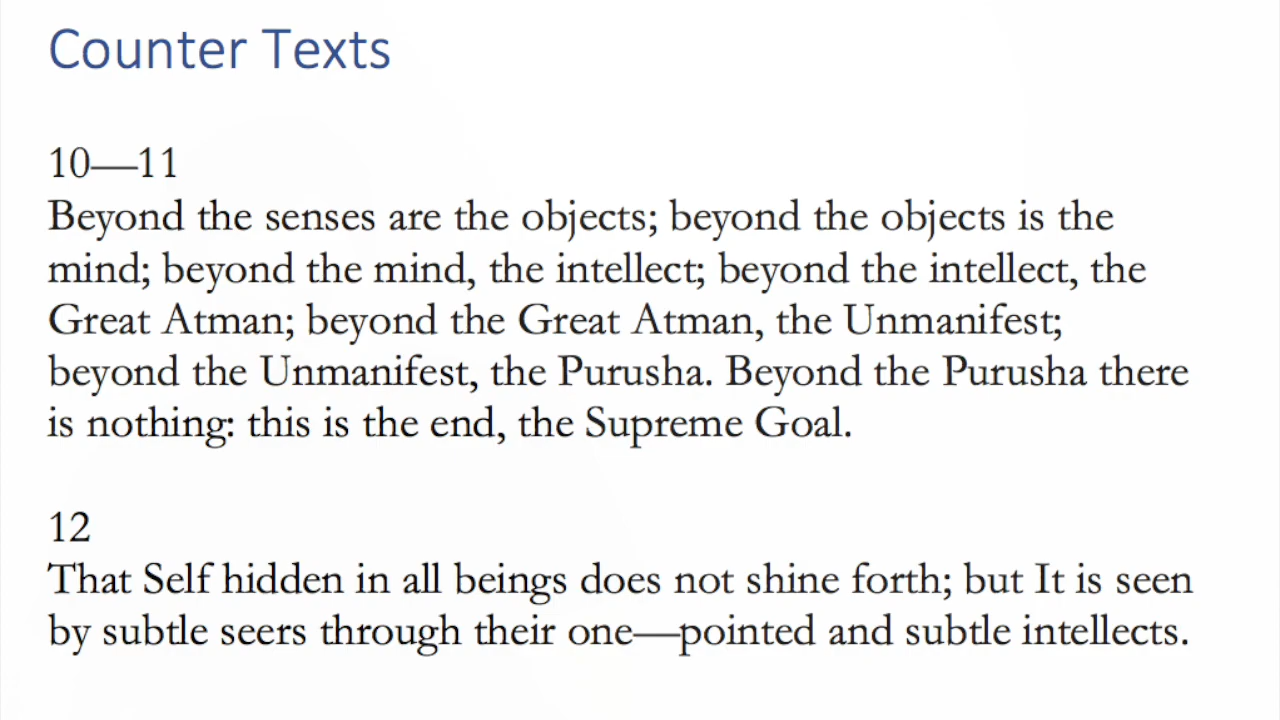 Counter Texts
10—11
Beyond the senses are the objects; beyond the objects is the
mind; beyond the mind, the intellect; beyond the intellect, the
Great Atman; beyond the Great Atman, the Unmanifest;
beyond the Unmanifest, the Purusha. Beyond the Purusha there
is nothing: this is the end, the Supreme Goal.
12
That Self hidden in all beings does not shine forth; but It is seen
by subtle seers through their one—pointed and subtle intellects.